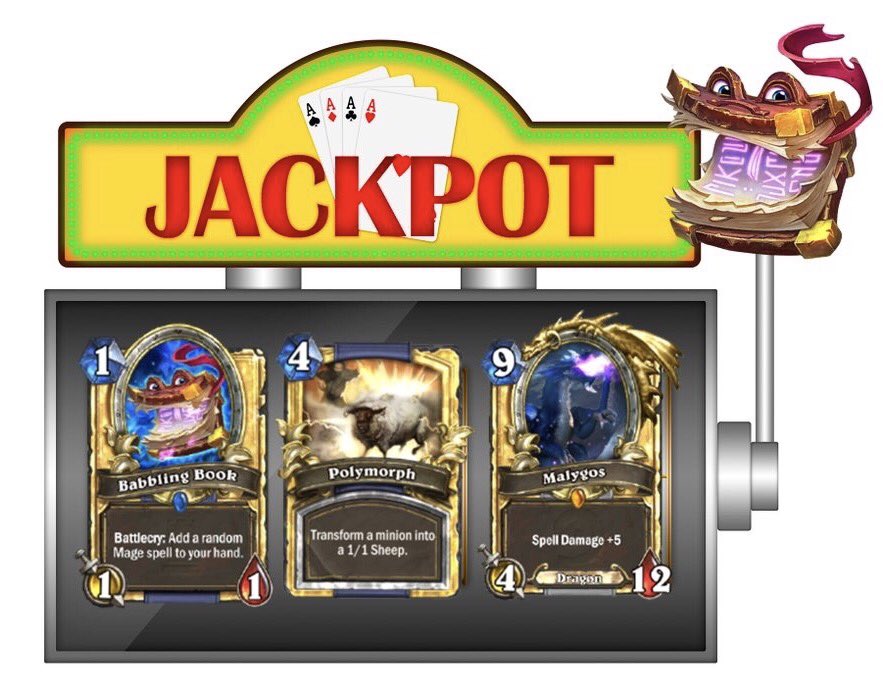 A A A A
JACKPOT
1
Babbling Book
Battlecry: Add a random
Mage spell to your hand.
1 1
4
Polymorph
Transform a minion into
a 1/1 Sheep.
9
Malygos
Spell Damage +5
4 Dragon 12